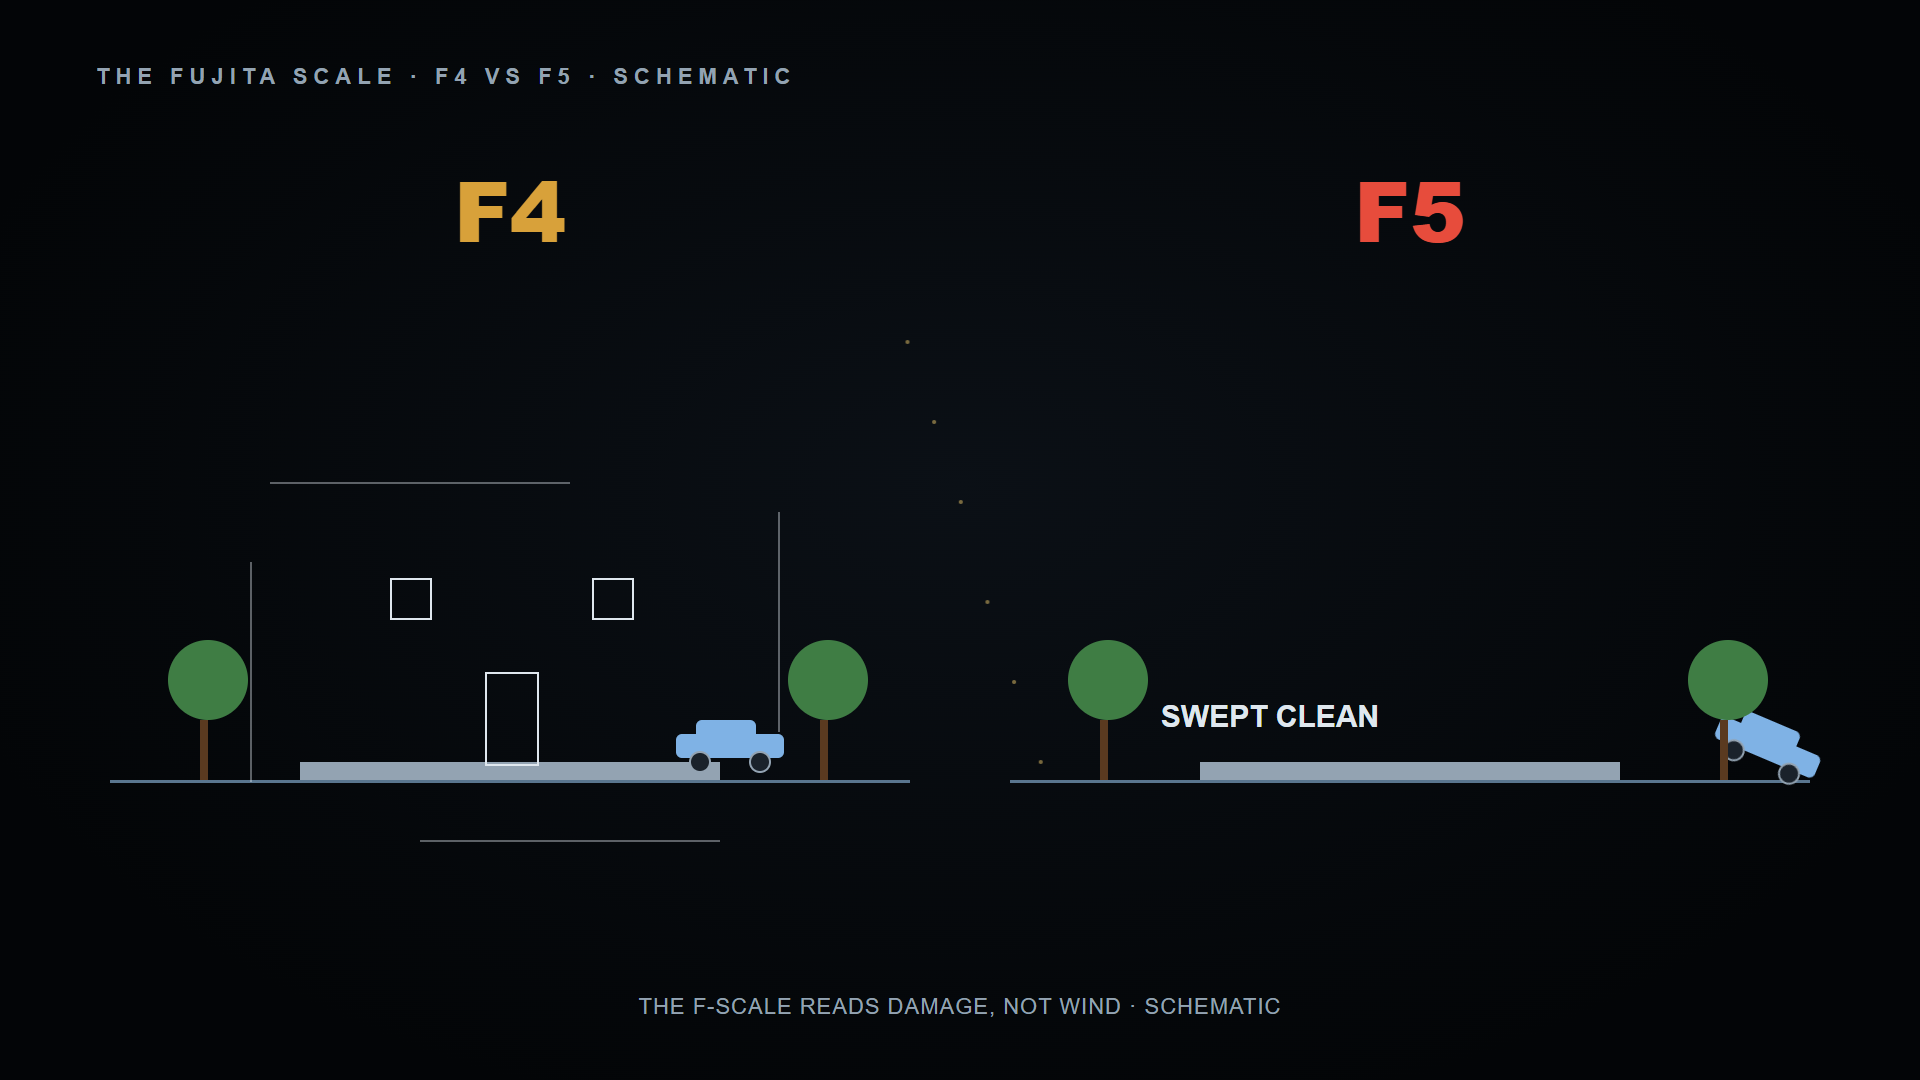 THE FUJITA SCALE · F4 VS F5 · SCHEMATIC
F4
F5
SWEPT CLEAN
THE F-SCALE READS DAMAGE, NOT WIND · SCHEMATIC